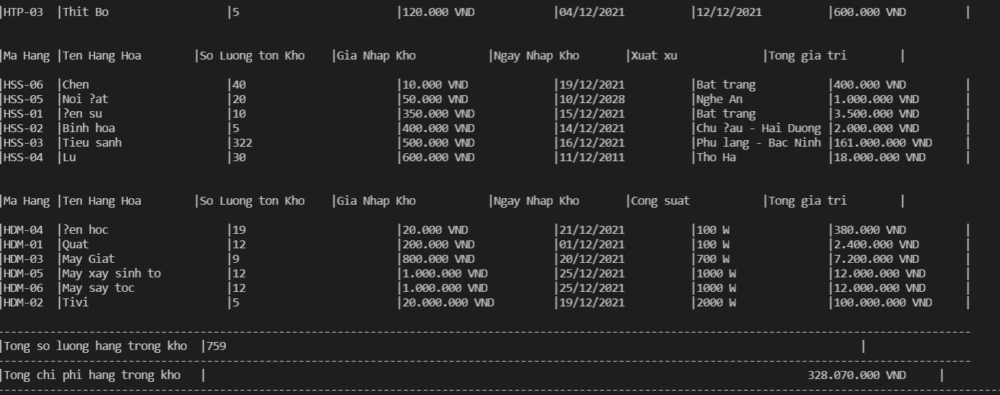 |HTP-03 |Thit Bo |5 |120.000 VND |04/12/2021 |12/12/2021 |600.000 VND |
|Ma Hang |Ten Hang Hoa |So Luong ton Kho |Gia Nhap Kho |Ngay Nhap Kho |Xuat xu |Tong gia tri |
|HSS-06 |Chen |40 |10.000 VND |19/12/2021 |Bat trang |400.000 VND |
|HSS-05 |Noi ?at |20 |50.000 VND |10/12/2028 |Nghe An |1.000.000 VND |
|HSS-01 |?en su |10 |350.000 VND |15/12/2021 |Bat trang |3.500.000 VND |
|HSS-02 |Binh hoa |5 |400.000 VND |14/12/2021 |Chu ?au - Hai Duong |2.000.000 VND |
|HSS-03 |Tieu sanh |322 |500.000 VND |16/12/2021 |Phu lang - Bac Ninh |161.000.000 VND |
|HSS-04 |Lu |30 |600.000 VND |11/12/2011 |Tho Ha |18.000.000 VND |
|Ma Hang |Ten Hang Hoa |So Luong ton Kho |Gia Nhap Kho |Ngay Nhap Kho |Cong suat |Tong gia tri |
|HDM-04 |?en hoc |19 |20.000 VND |21/12/2021 |100 W |380.000 VND |
|HDM-01 |Quat |12 |200.000 VND |01/12/2021 |100 W |2.400.000 VND |
|HDM-03 |May Giat |9 |800.000 VND |20/12/2021 |700 W |7.200.000 VND |
|HDM-05 |May xay sinh to |12 |1.000.000 VND |25/12/2021 |1000 W |12.000.000 VND |
|HDM-06 |May say toc |12 |1.000.000 VND |25/12/2021 |1000 W |12.000.000 VND |
|HDM-02 |Tivi |5 |20.000.000 VND |19/12/2021 |2000 W |100.000.000 VND |
|Tong so luong hang trong kho |759 |
|Tong chi phi hang trong kho | 328.070.000 VND |